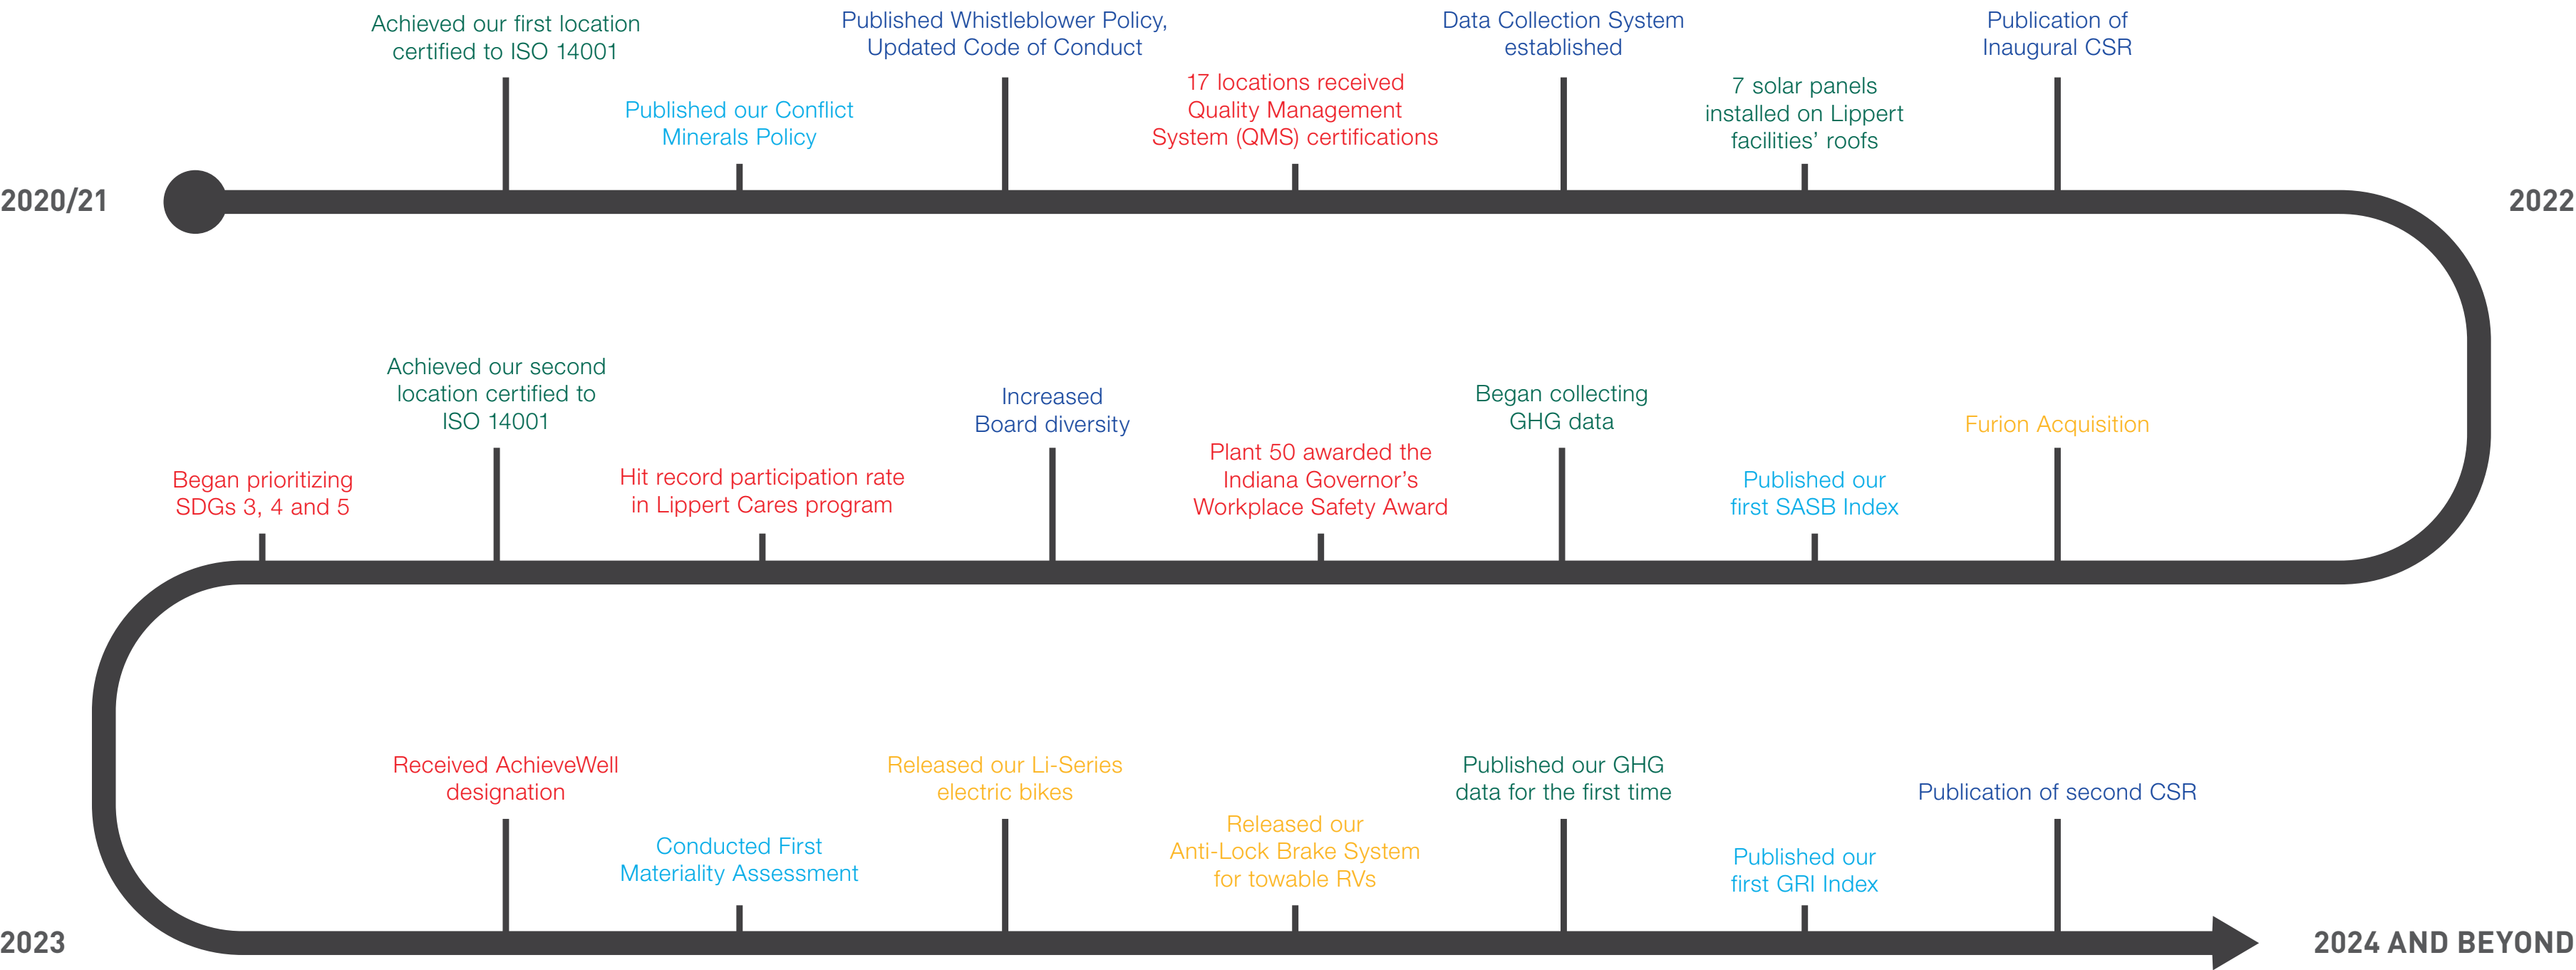 Achieved our first location
certified to ISO 14001
Published our Conflict
Minerals Policy
Published Whistleblower Policy,
Updated Code of Conduct
17 locations received
Quality Management
System (QMS) certifications
Data Collection System
established
7 solar panels
installed on Lippert
facilities’ roofs
Publication of
Inaugural CSR
2020/21
2022
Began prioritizing
SDGs 3, 4 and 5
Achieved our second
location certified to
ISO 14001
Hit record participation rate
in Lippert Cares program
Increased
Board diversity
Plant 50 awarded the
Indiana Governor’s
Workplace Safety Award
Began collecting
GHG data
Published our
first SASB Index
Furion Acquisition
Received AchieveWell
designation
Conducted First
Materiality Assessment
Released our Li-Series
electric bikes
Released our
Anti-Lock Brake System
for towable RVs
Published our GHG
data for the first time
Published our
first GRI Index
Publication of second CSR
2023
2024 AND BEYOND